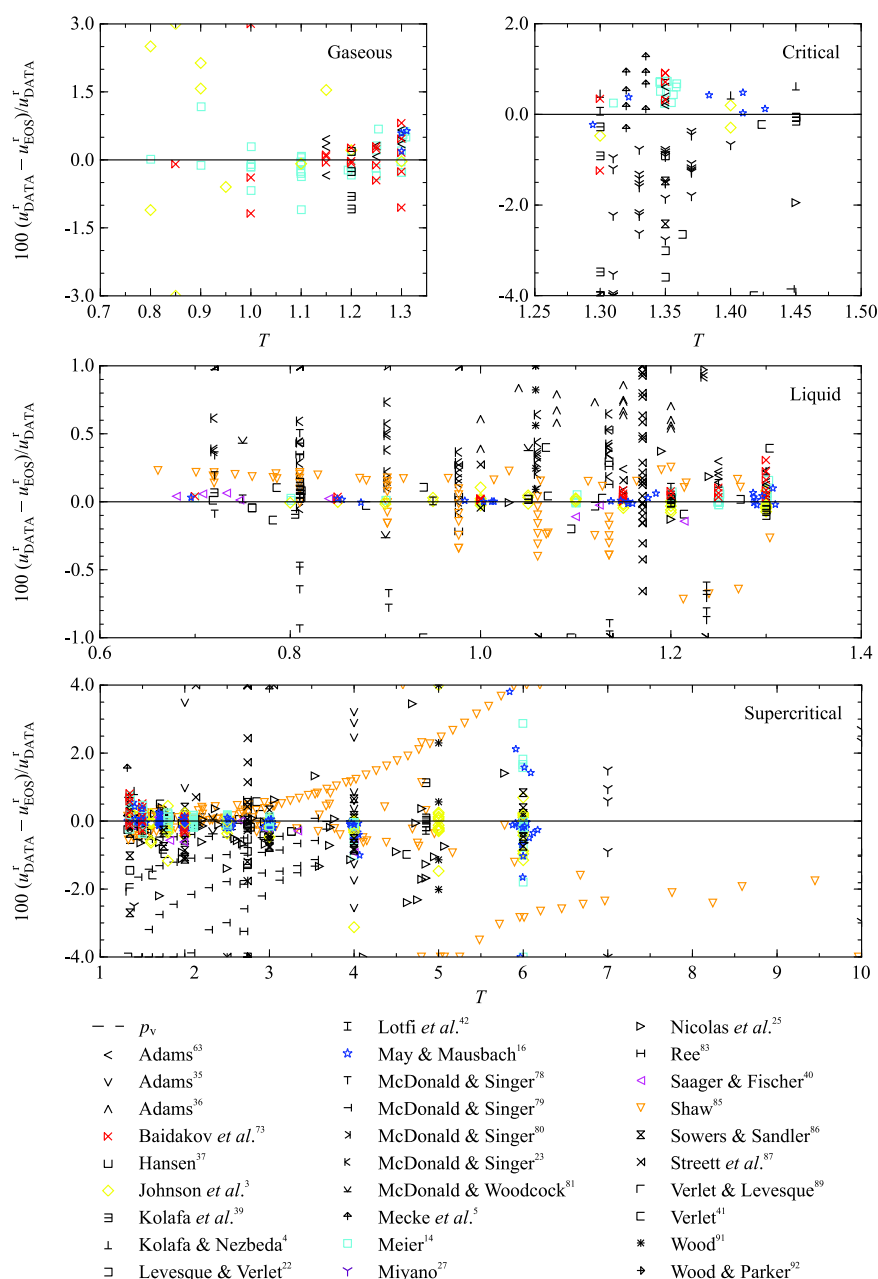 Gaseous
Critical
100 (u^r_DATA − u^r_EOS)/u^r_DATA
3.0
1.5
0.0
-1.5
-3.0
0.7 0.8 0.9 1.0 1.1 1.2 1.3
T
2.0
0.0
-2.0
-4.0
1.25 1.30 1.35 1.40 1.45 1.50
T
Liquid
100 (u^r_DATA − u^r_EOS)/u^r_DATA
1.0
0.5
0.0
-0.5
-1.0
0.6 0.8 1.0 1.2 1.4
Supercritical
100 (u^r_DATA − u^r_EOS)/u^r_DATA
4.0
2.0
0.0
-2.0
-4.0
1 2 3 4 5 6 7 8 9 10
T
p_v
Adams^63
Adams^35
Adams^36
Baidakov et al.^73
Hansen^37
Johnson et al.^3
Kolafa et al.^39
Kolafa & Nezbeda^4
Levesque & Verlet^22
Lotfi et al.^42
May & Mausbach^16
McDonald & Singer^78
McDonald & Singer^79
McDonald & Singer^80
McDonald & Singer^23
McDonald & Woodcock^81
Mecke et al.^5
Meier^14
Miyano^27
Nicolas et al.^25
Ree^83
Saager & Fischer^40
Shaw^85
Sowers & Sandler^86
Streett et al.^87
Verlet & Levesque^89
Verlet^41
Wood^91
Wood & Parker^92